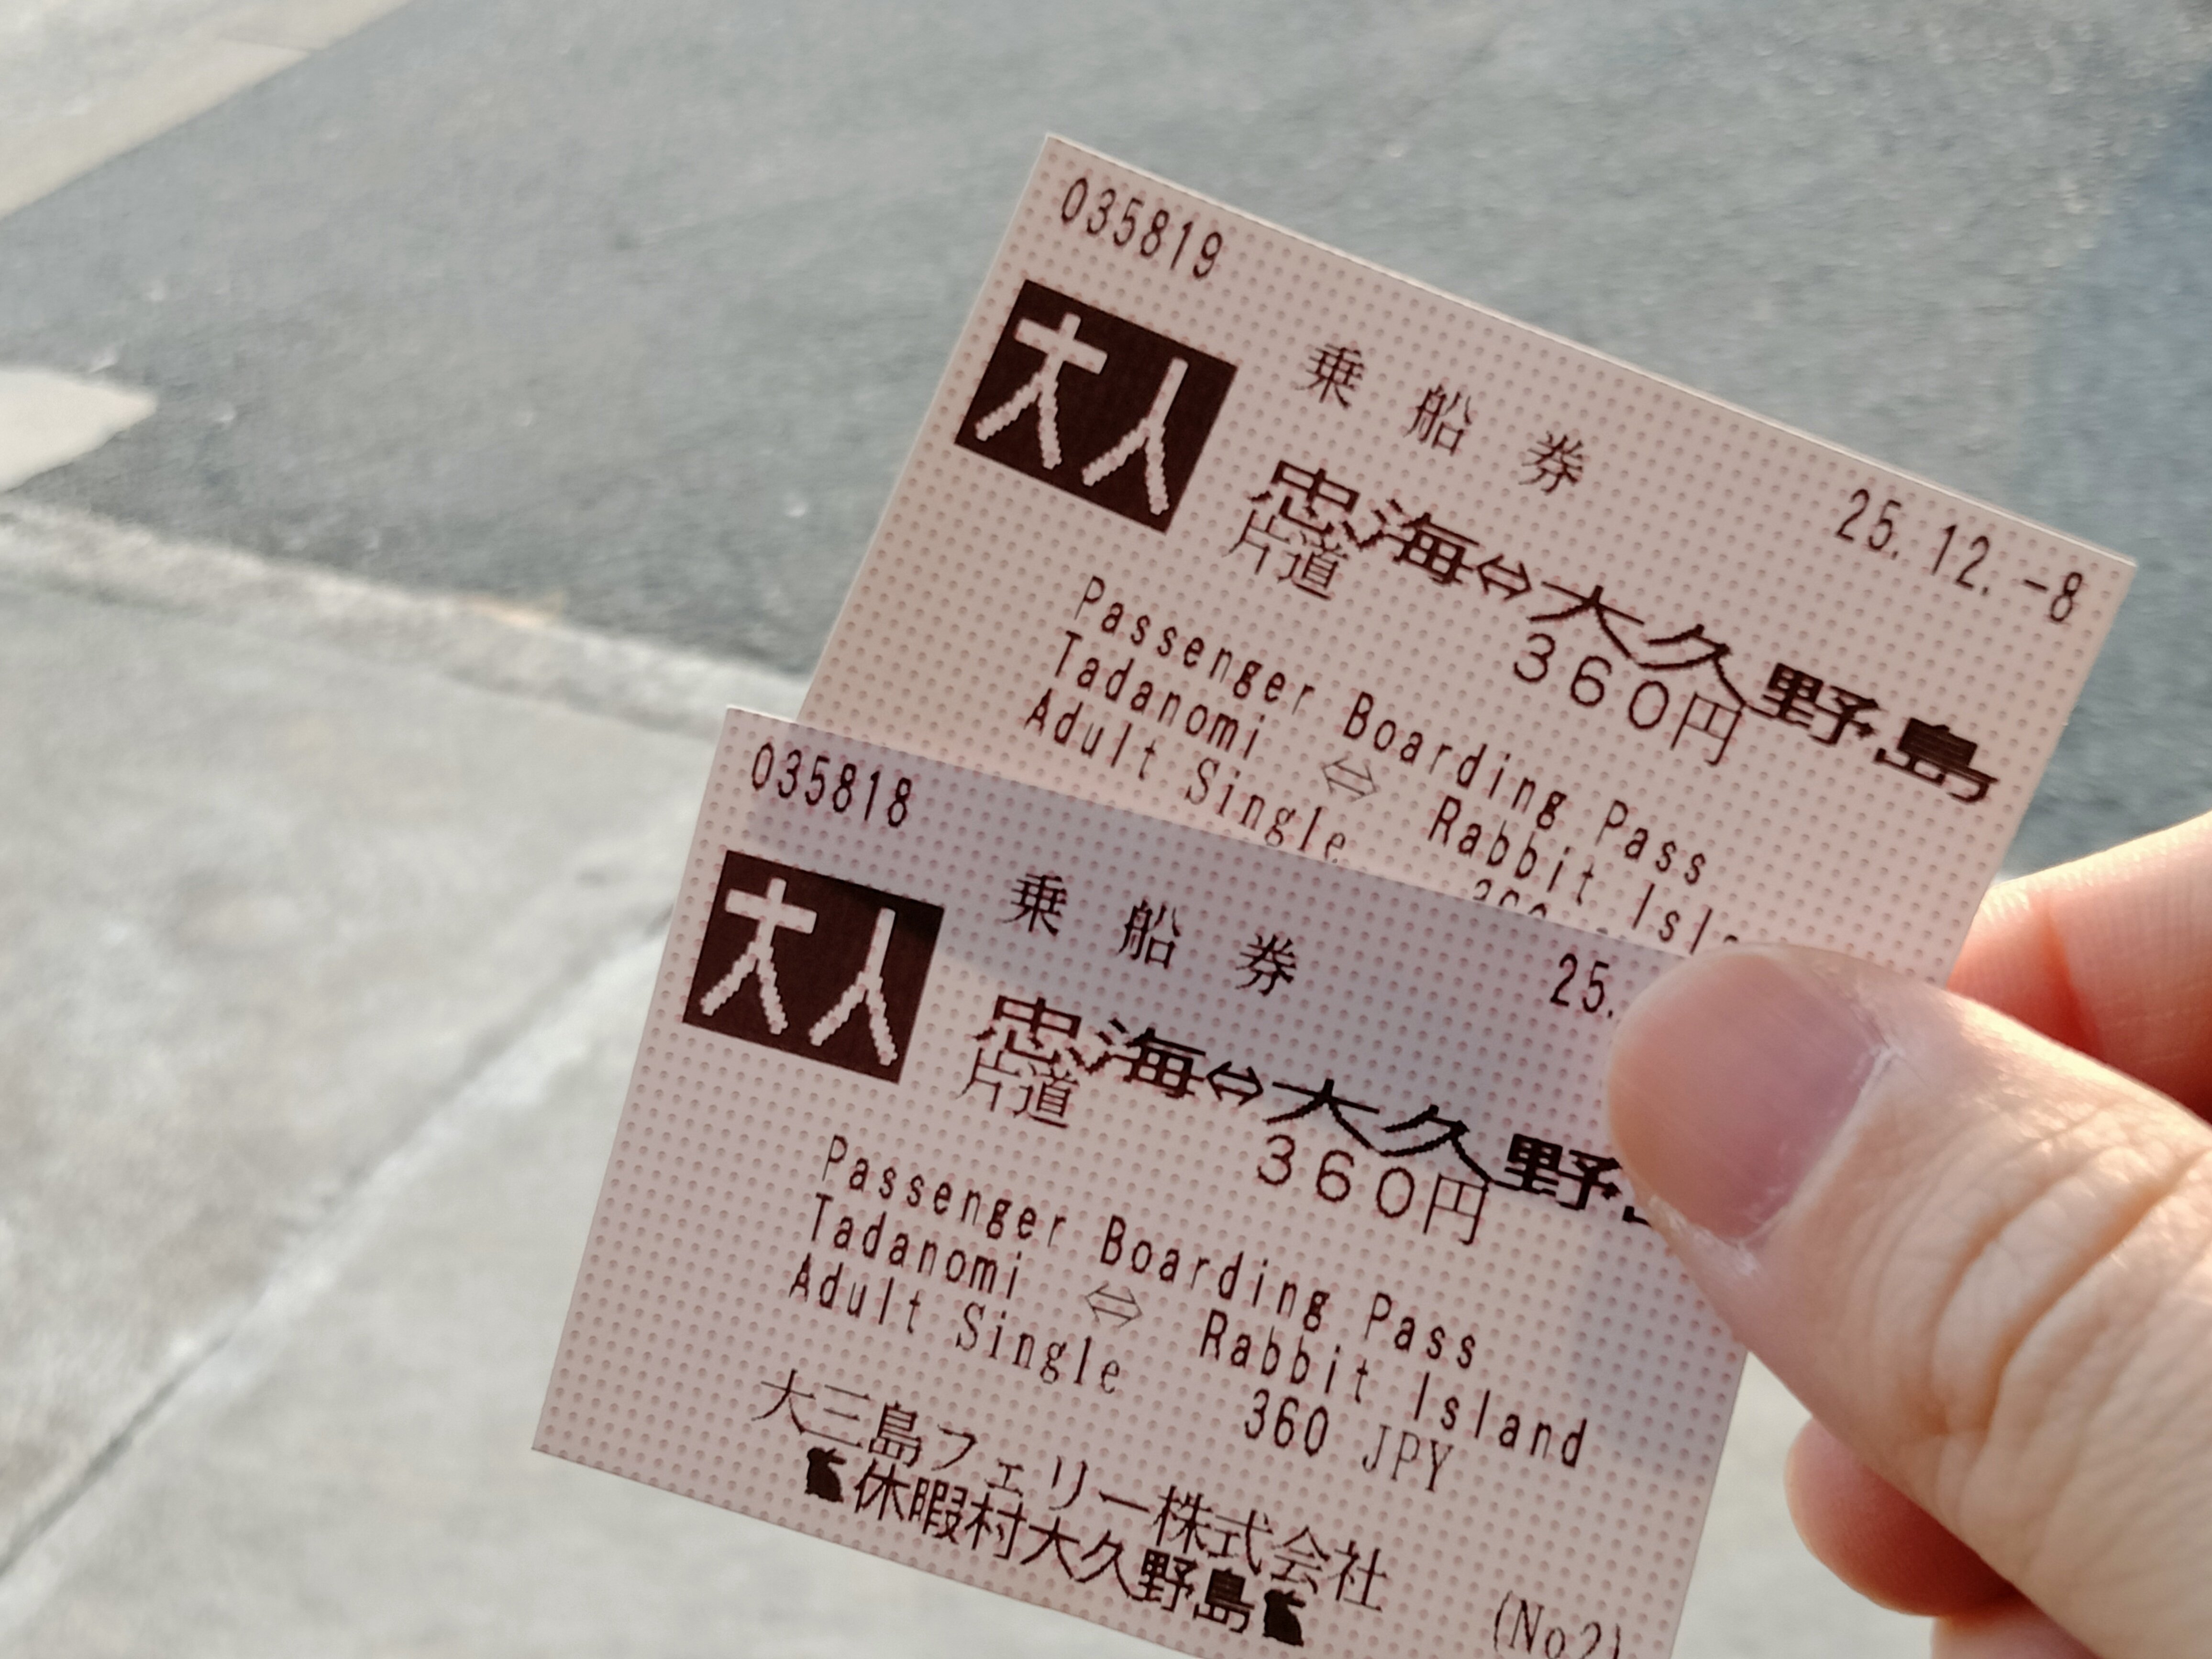 035819
乗船券
25.12.-8
大人
忠海⇔大久野島
片道
360円
Passenger Boarding Pass
Tadanomi ⇔ Rabbit
Adult Single
035818
乗船券
25.
大人
忠海⇔大久野
片道
360円
Passenger Boarding Pass
Tadanomi ⇔ Rabbit Island
Adult Single
360 JPY
大三島フェリー株式会社
休暇村大久野島
(No2)